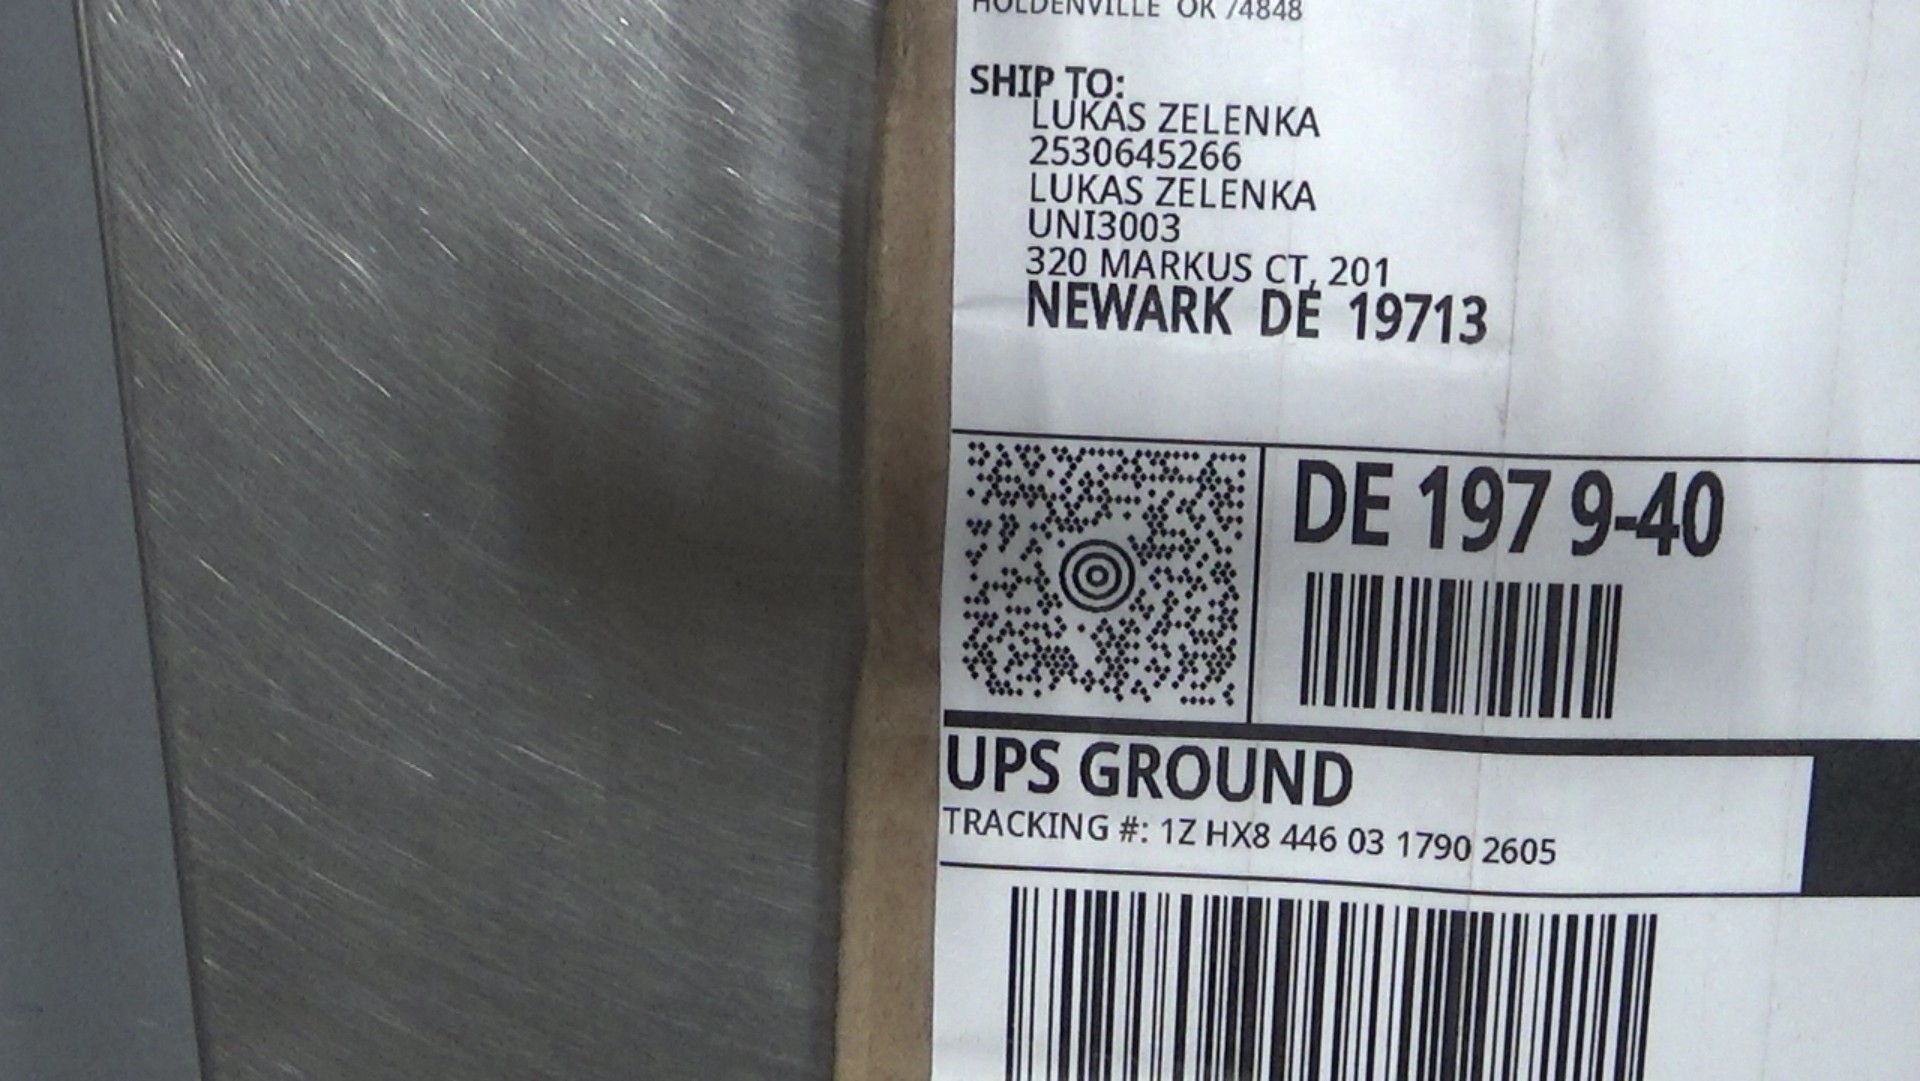 HOLDENVILLE OK 74848
SHIP TO:
LUKAS ZELENKA
2530645266
LUKAS ZELENKA
UNI3003
320 MARKUS CT, 201
NEWARK DE 19713
DE 197 9-40
UPS GROUND
TRACKING #: 1Z HX8 446 03 1790 2605